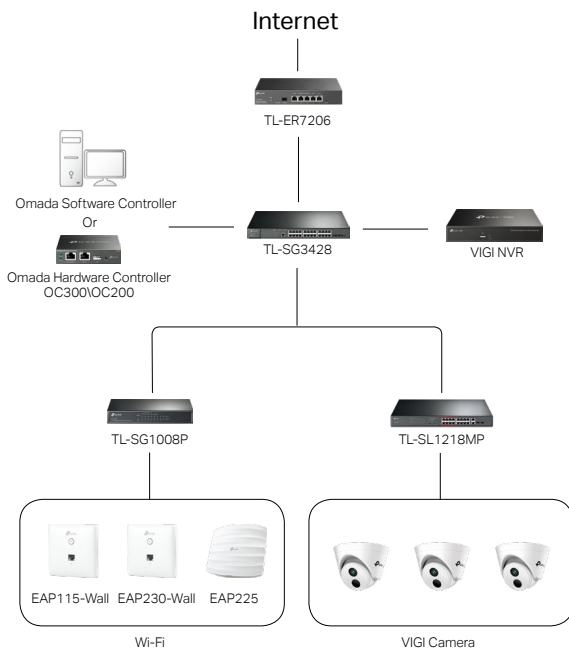 Internet
TL-ER7206
Omada Software Controller
Or
Omada Hardware Controller
OC300\OC200
TL-SG3428
VIGI NVR
TL-SG1008P
TL-SL1218MP
EAP115-Wall EAP230-Wall EAP225
Wi-Fi
VIGI Camera